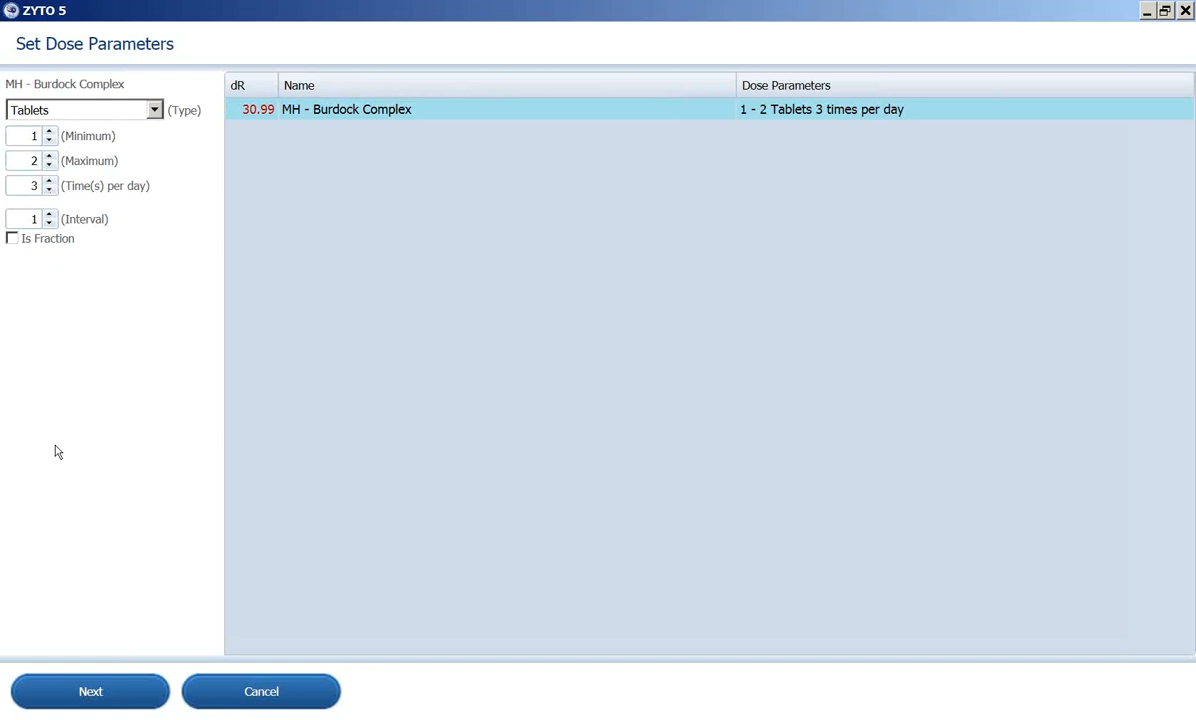 ZYTO 5
Set Dose Parameters
MH - Burdock Complex
Tablets (Type)
1 (Minimum)
2 (Maximum)
3 (Time(s) per day)
1 (Interval)
Is Fraction
dR Name Dose Parameters
30.99 MH - Burdock Complex 1 - 2 Tablets 3 times per day
Next Cancel